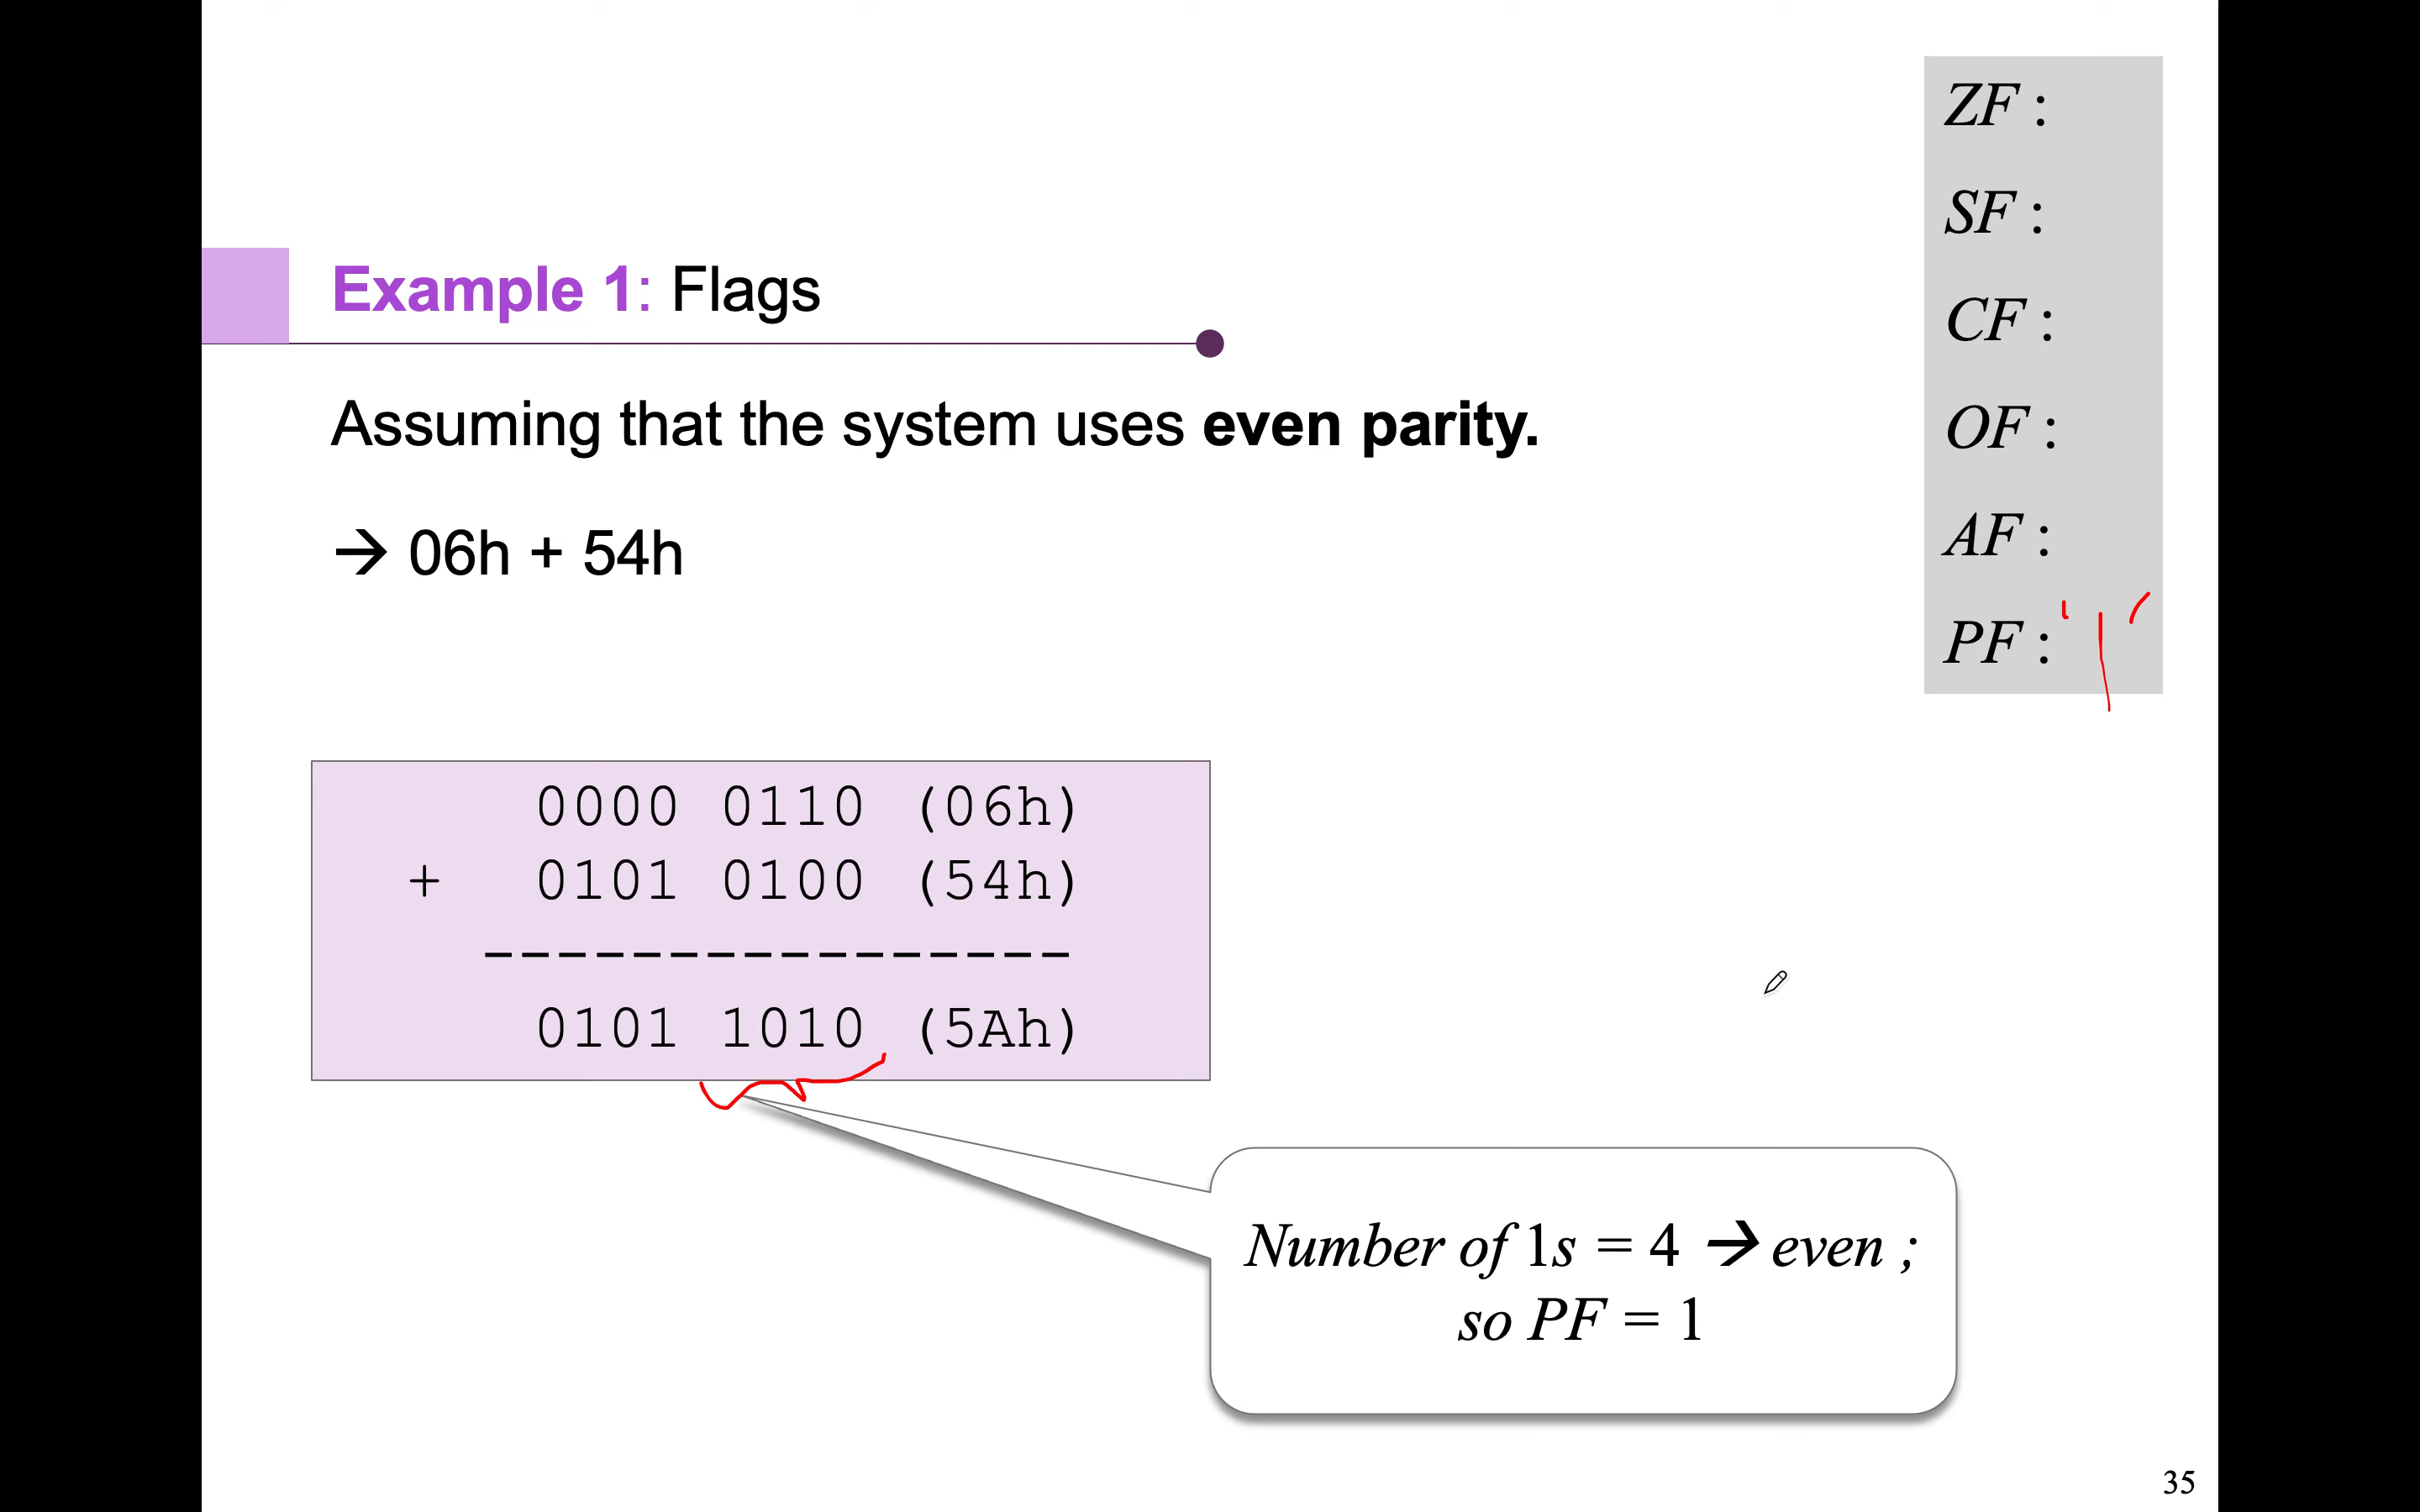 ZF :
SF :
CF :
OF :
AF :
PF : ' 1 '
Example 1: Flags
Assuming that the system uses even parity.
→ 06h + 54h
0000 0110 (06h)
+ 0101 0100 (54h)
----------------
0101 1010 (5Ah)
Number of 1s = 4 → even ;
so PF = 1
35